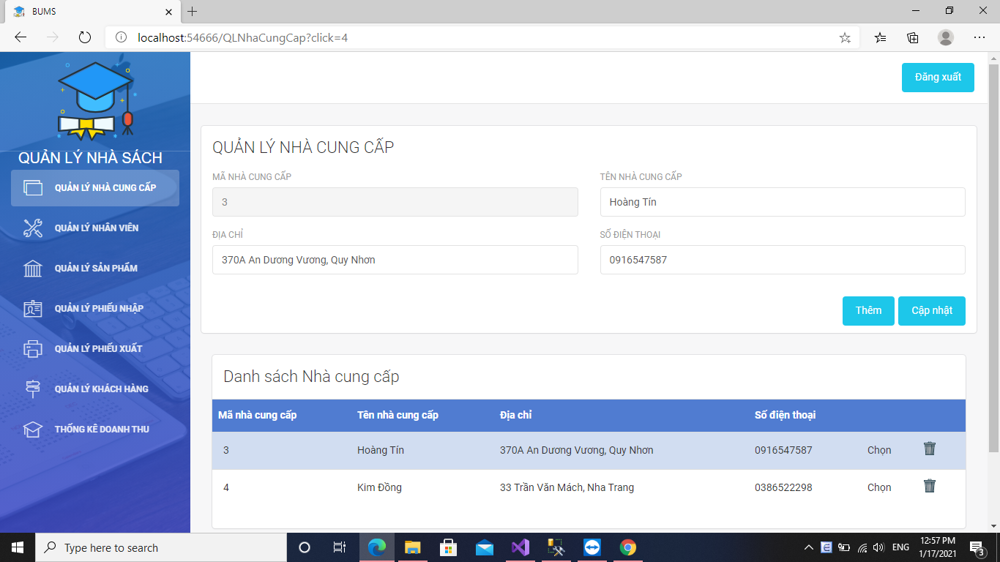 BUMS
localhost:54666/QLNhaCungCap?click=4
QUẢN LÝ NHÀ SÁCH
QUẢN LÝ NHÀ CUNG CẤP
QUẢN LÝ NHÂN VIÊN
QUẢN LÝ SẢN PHẨM
QUẢN LÝ PHIẾU NHẬP
QUẢN LÝ PHIẾU XUẤT
QUẢN LÝ KHÁCH HÀNG
THỐNG KÊ DOANH THU
Đăng xuất
QUẢN LÝ NHÀ CUNG CẤP
MÃ NHÀ CUNG CẤP TÊN NHÀ CUNG CẤP
3 Hoàng Tín
ĐỊA CHỈ SỐ ĐIỆN THOẠI
370A An Dương Vương, Quy Nhơn 0916547587
Thêm Cập nhật
Danh sách Nhà cung cấp
Mã nhà cung cấp Tên nhà cung cấp Địa chỉ Số điện thoại
3 Hoàng Tín 370A An Dương Vương, Quy Nhơn 0916547587 Chọn
4 Kim Đồng 33 Trần Văn Mách, Nha Trang 0386522298 Chọn
Type here to search
ENG
12:57 PM
1/17/2021
3